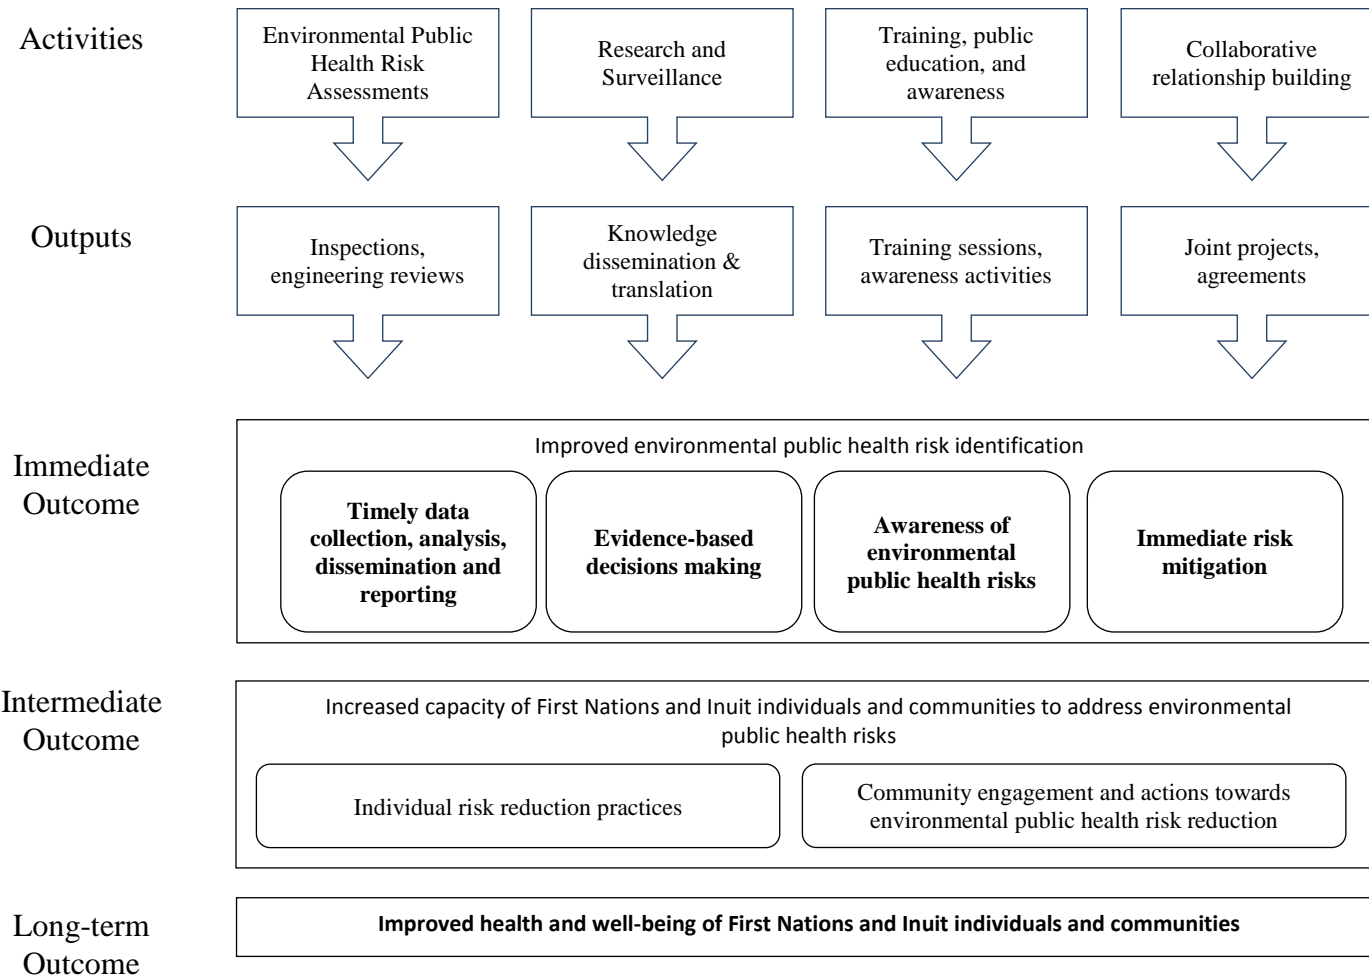 Activities
Environmental Public
Health Risk
Assessments
Research and
Surveillance
Training, public
education, and
awareness
Collaborative
relationship building
Outputs
Inspections,
engineering reviews
Knowledge
dissemination &
translation
Training sessions,
awareness activities
Joint projects,
agreements
Immediate
Outcome
Improved environmental public health risk identification
Timely data
collection, analysis,
dissemination and
reporting
Evidence-based
decisions making
Awareness of
environmental
public health risks
Immediate risk
mitigation
Intermediate
Outcome
Increased capacity of First Nations and Inuit individuals and communities to address environmental
public health risks
Individual risk reduction practices
Community engagement and actions towards
environmental public health risk reduction
Long-term
Outcome
Improved health and well-being of First Nations and Inuit individuals and communities